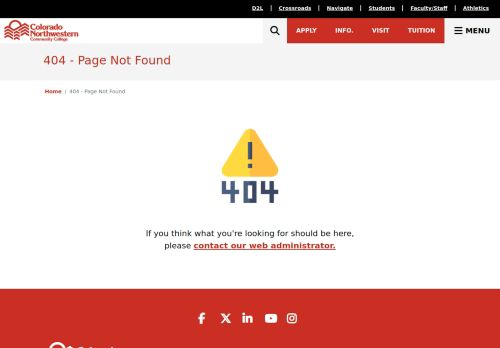 D2L | Crossroads | Navigate | Students | Faculty/Staff | Athletics
Colorado
Northwestern
Community College
APPLY INFO. VISIT TUITION MENU
404 - Page Not Found
Home / 404 - Page Not Found
404
If you think what you're looking for should be here,
please contact our web administrator.